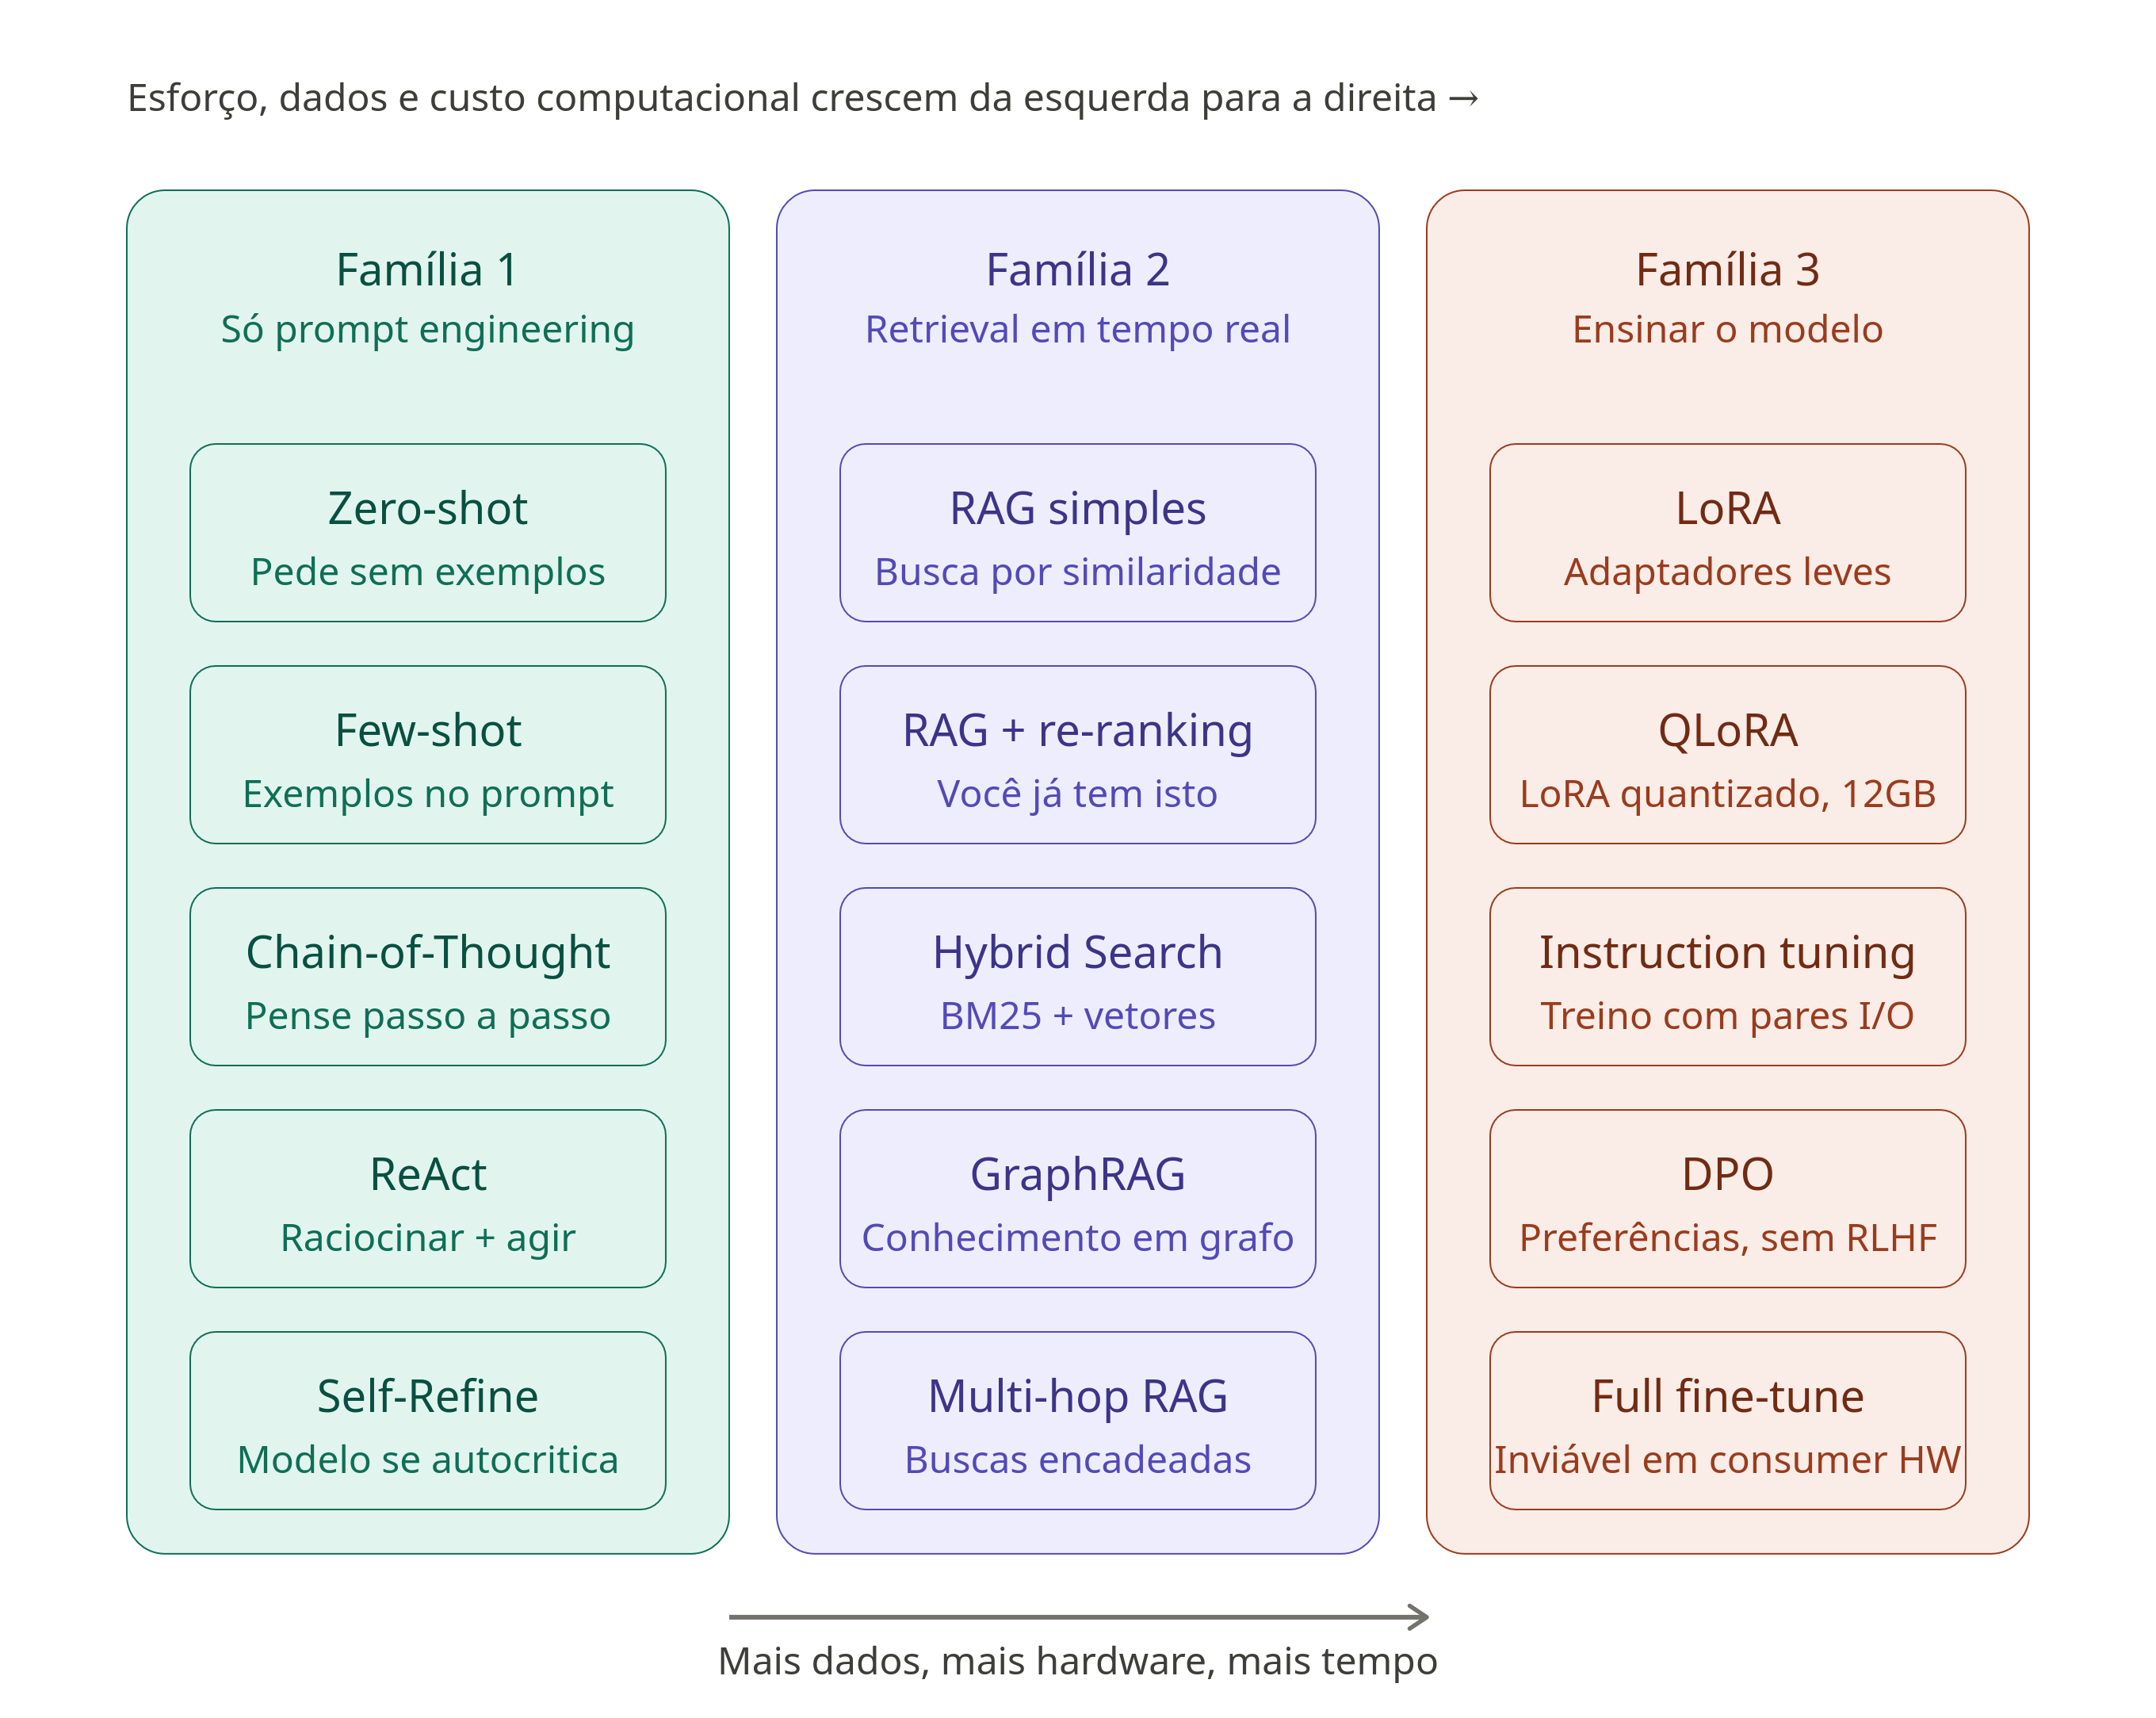 Esforço, dados e custo computacional crescem da esquerda para a direita →
Família 1
Só prompt engineering
Zero-shot
Pede sem exemplos
Few-shot
Exemplos no prompt
Chain-of-Thought
Pense passo a passo
ReAct
Raciocinar + agir
Self-Refine
Modelo se autocritica
Família 2
Retrieval em tempo real
RAG simples
Busca por similaridade
RAG + re-ranking
Você já tem isto
Hybrid Search
BM25 + vetores
GraphRAG
Conhecimento em grafo
Multi-hop RAG
Buscas encadeadas
Família 3
Ensinar o modelo
LoRA
Adaptadores leves
QLoRA
LoRA quantizado, 12GB
Instruction tuning
Treino com pares I/O
DPO
Preferências, sem RLHF
Full fine-tune
Inviável em consumer HW
Mais dados, mais hardware, mais tempo